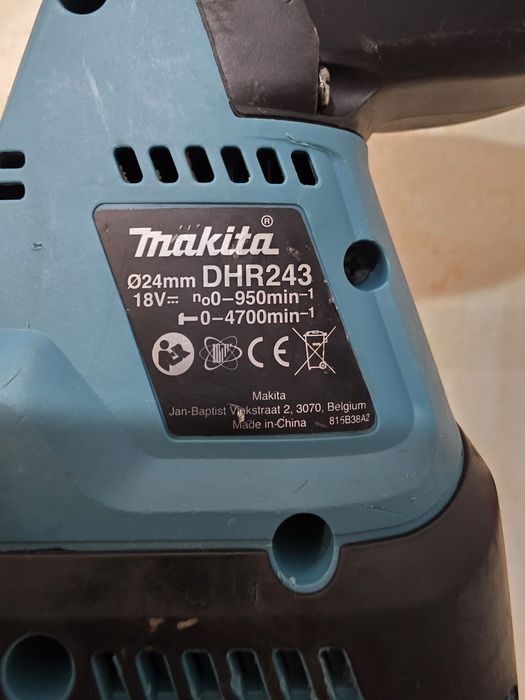 makita®
Ø24mm DHR243
18V⎓ n₀0-950min⁻¹
0-4700min⁻¹
CE
Makita
Jan-Baptist Vinkstraat 2, 3070, Belgium
Made in China 815B38A2